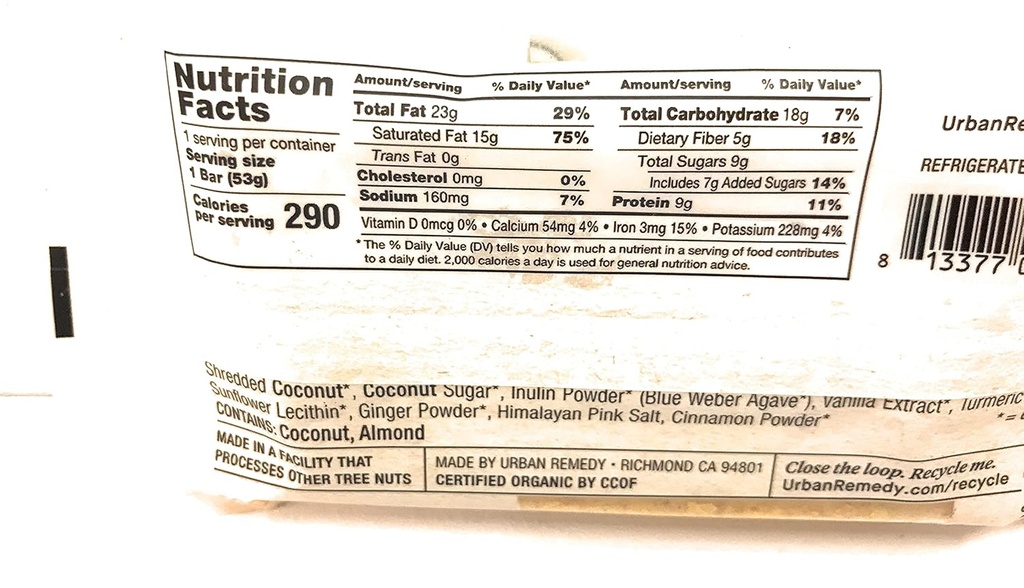 Nutrition
Facts
1 serving per container
Serving size
1 Bar (53g)
Calories
per serving 290
Amount/serving % Daily Value*
Total Fat 23g 29%
Saturated Fat 15g 75%
Trans Fat 0g
Cholesterol 0mg 0%
Sodium 160mg 7%
Amount/serving % Daily Value*
Total Carbohydrate 18g 7%
Dietary Fiber 5g 18%
Total Sugars 9g
Includes 7g Added Sugars 14%
Protein 9g 11%
Vitamin D 0mcg 0% • Calcium 54mg 4% • Iron 3mg 15% • Potassium 228mg 4%
* The % Daily Value (DV) tells you how much a nutrient in a serving of food contributes
to a daily diet. 2,000 calories a day is used for general nutrition advice.
UrbanRe
REFRIGERATE
8 13377
Shredded Coconut*, Coconut Sugar*, Inulin Powder* (Blue Weber Agave*), Vanilla Extract*, Turmeric
Sunflower Lecithin*, Ginger Powder*, Himalayan Pink Salt, Cinnamon Powder*
*=
CONTAINS: Coconut, Almond
MADE IN A FACILITY THAT
PROCESSES OTHER TREE NUTS
MADE BY URBAN REMEDY • RICHMOND CA 94801
CERTIFIED ORGANIC BY CCOF
Close the loop. Recycle me.
UrbanRemedy.com/recycle